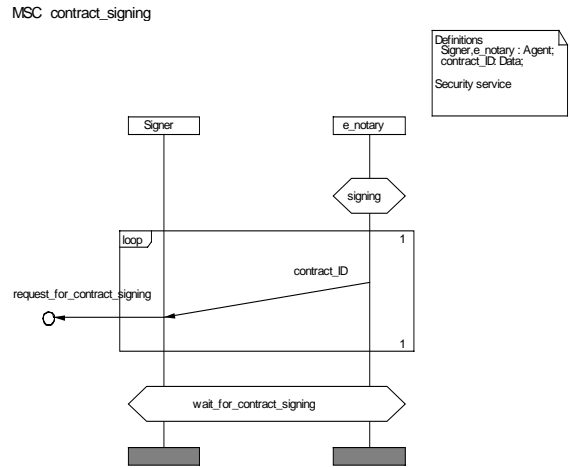 MSC contract_signing
Definitions
Signer,e_notary : Agent;
contract_ID: Data;
Security service
Signer
e_notary
signing
loop
1
contract_ID
request_for_contract_signing
1
wait_for_contract_signing